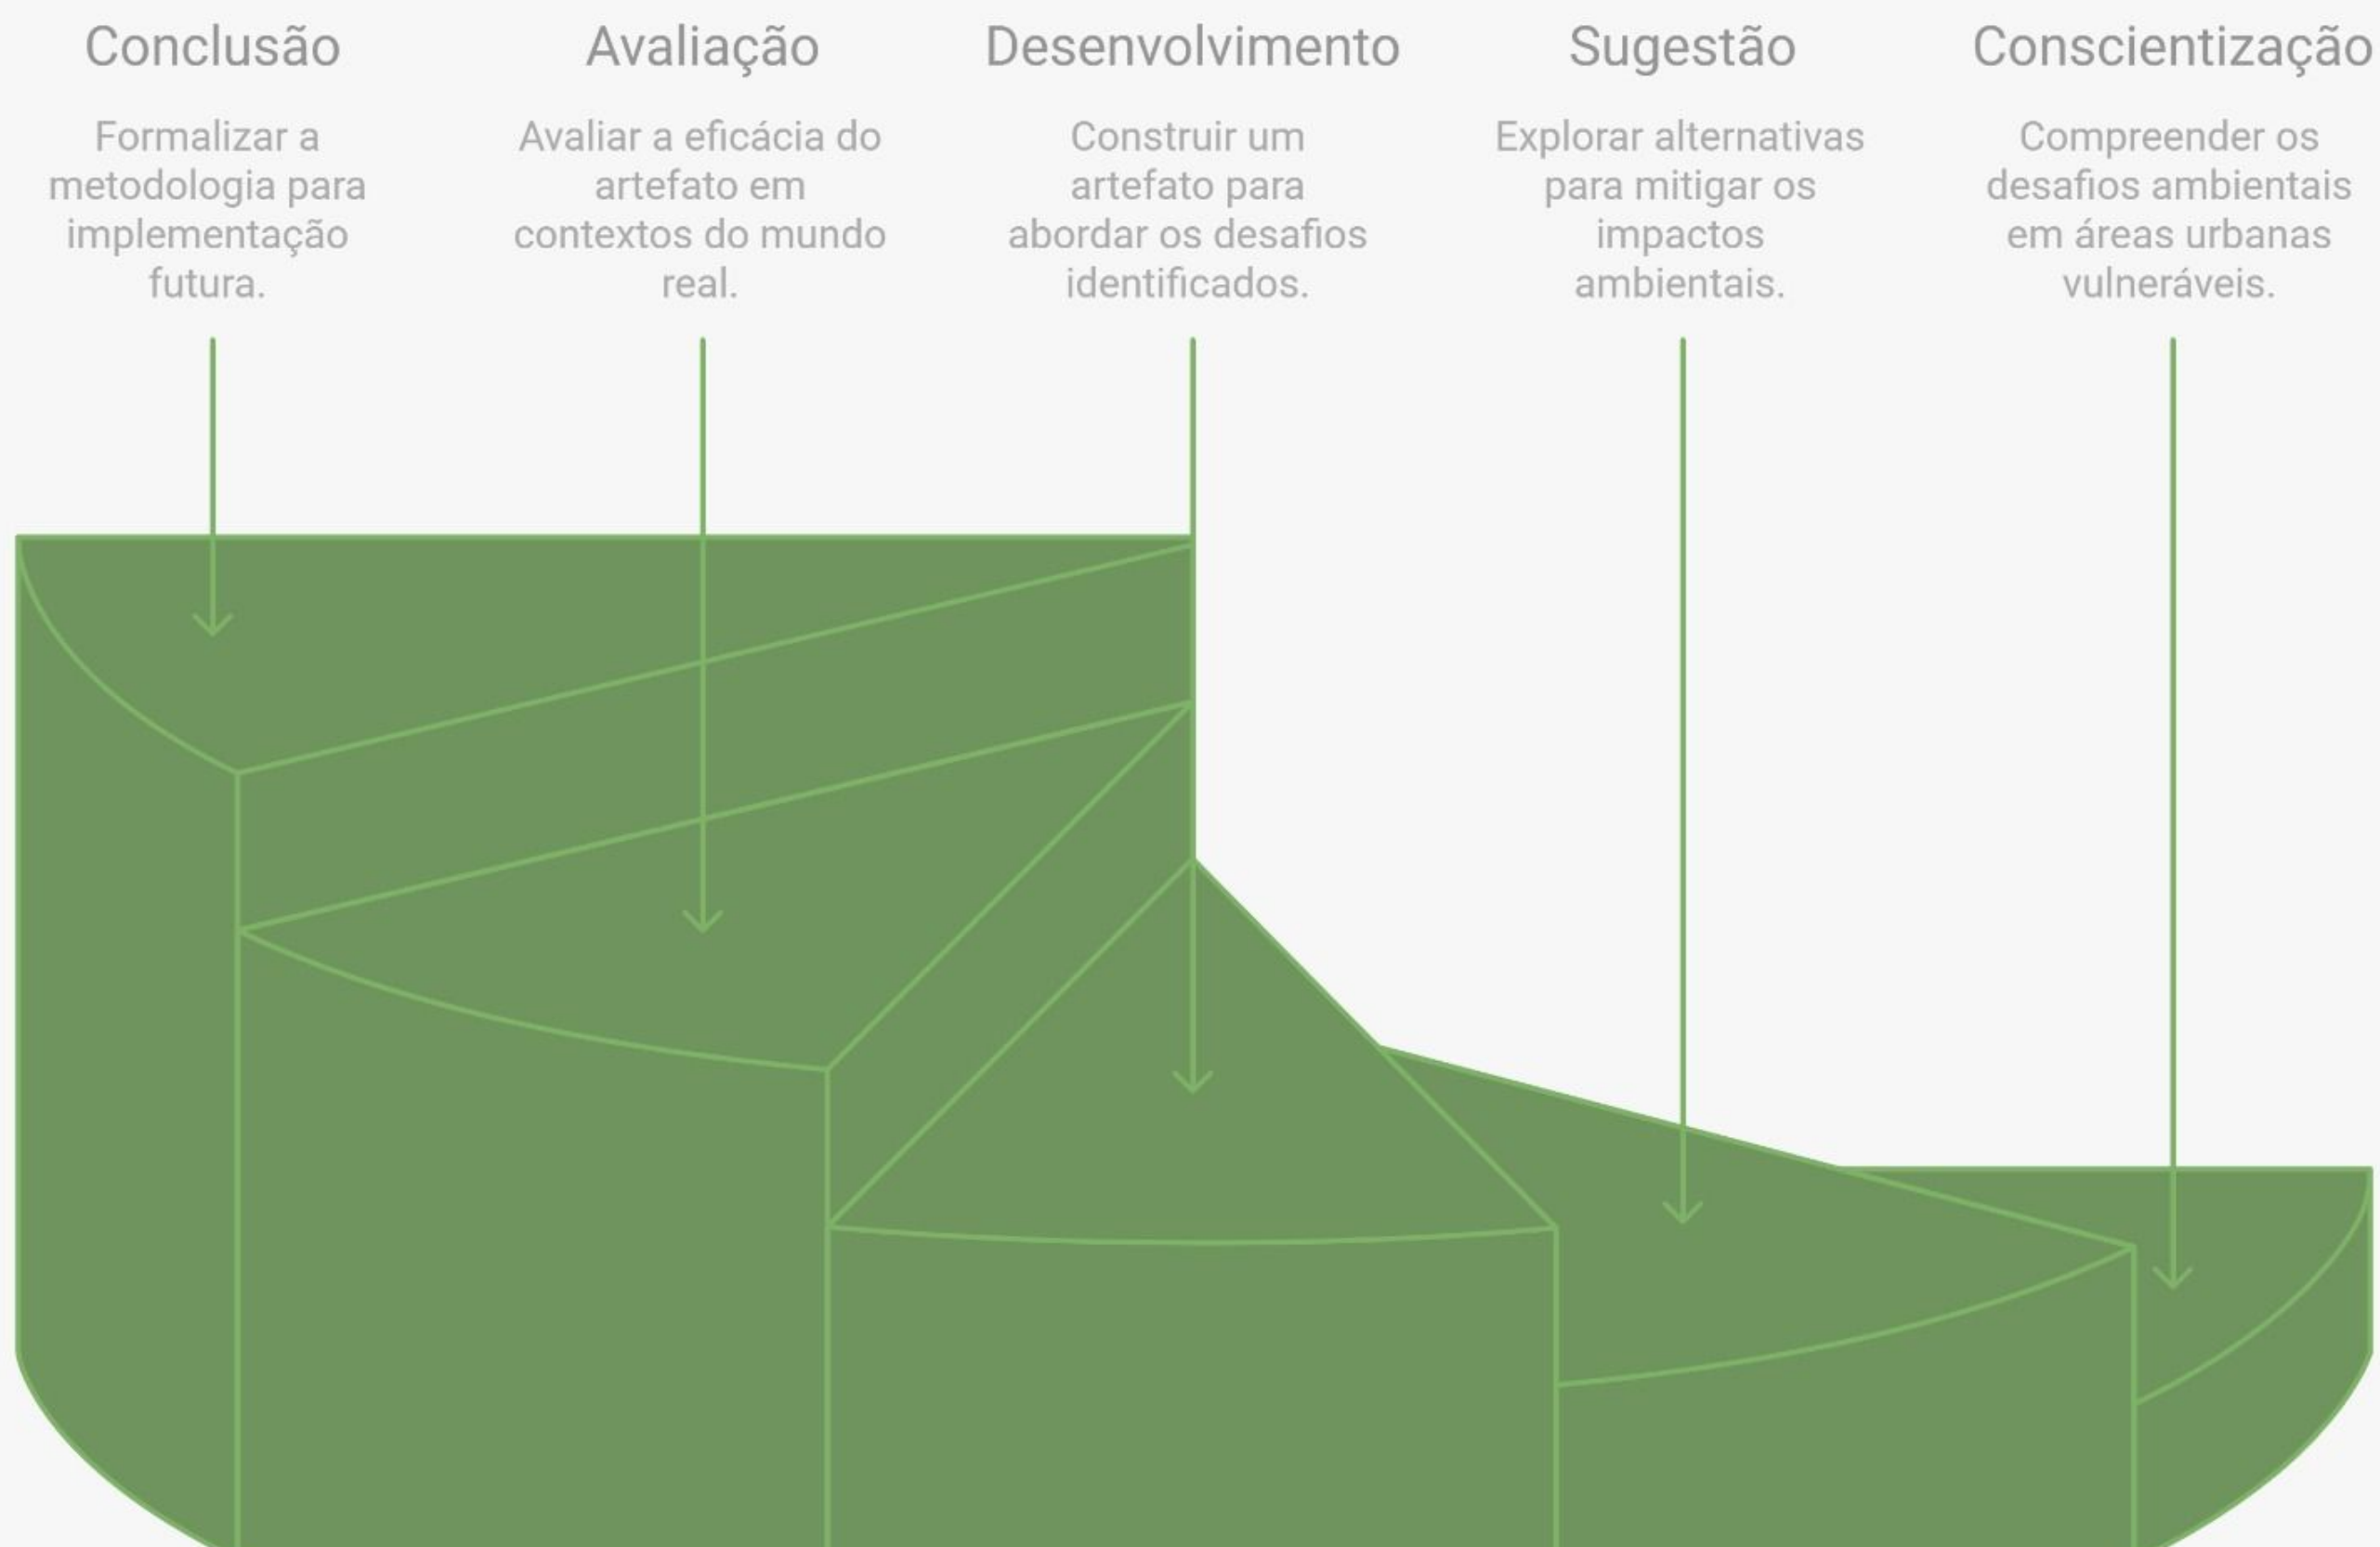 Conclusão
Formalizar a
metodologia para
implementação
futura.
Avaliação
Avaliar a eficácia do
artefato em
contextos do mundo
real.
Desenvolvimento
Construir um
artefato para
abordar os desafios
identificados.
Sugestão
Explorar alternativas
para mitigar os
impactos
ambientais.
Conscientização
Compreender os
desafios ambientais
em áreas urbanas
vulneráveis.